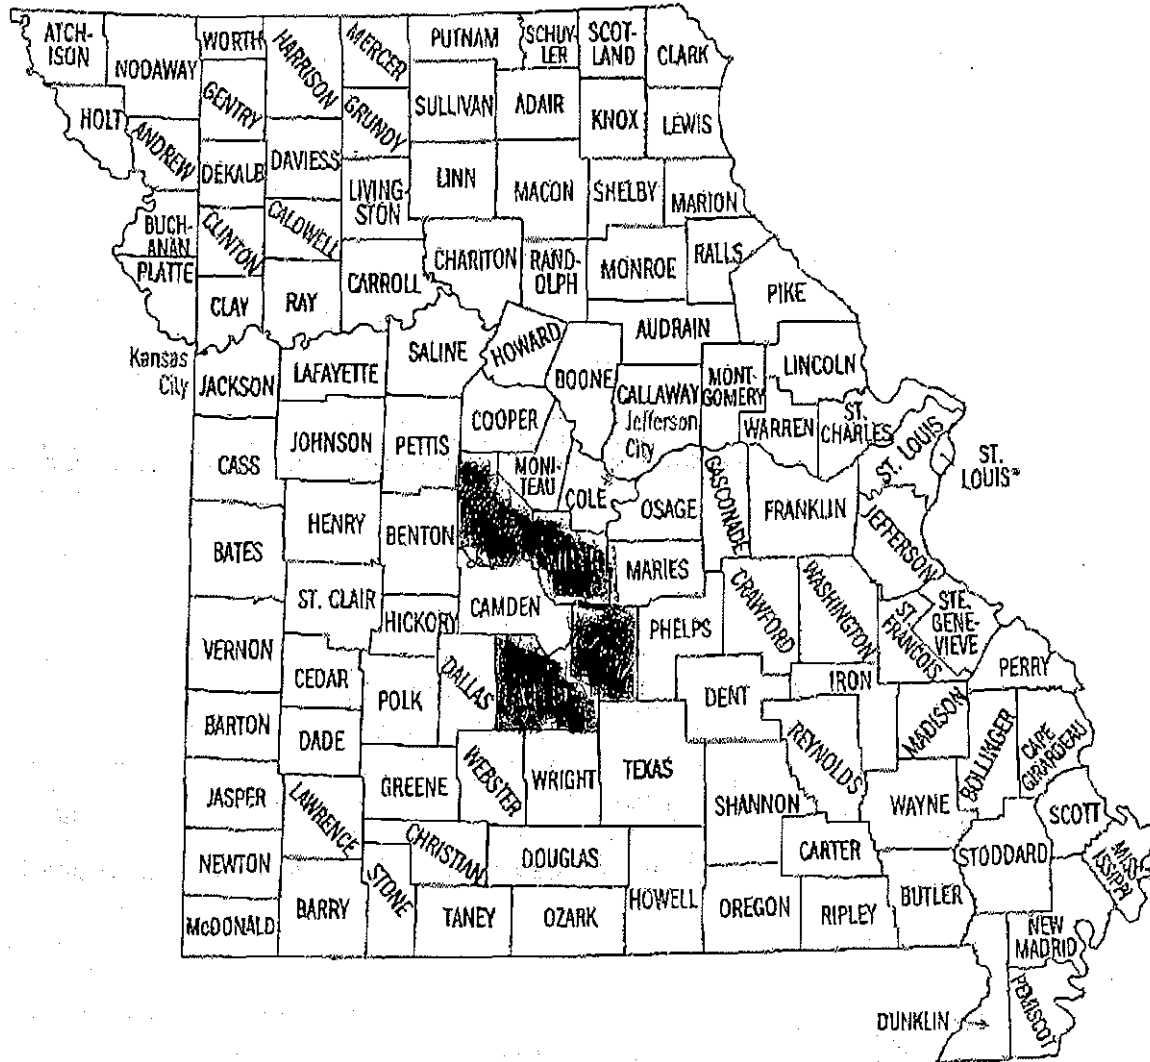 ATCH-
ISON
NODAWAY
WORTH
HARRISON
MERCER
PUTNAM
SCHUY-
LER
SCOT-
LAND
CLARK
HOLT
ANDREW
GENTRY
GRUNDY
SULLIVAN
ADAIR
KNOX
LEWIS
DEKALB
DAVIESS
LIVING-
STON
LINN
MACON
SHELBY
MARION
BUCH-
ANAN
CLINTON
CALDWELL
CHARITON
RAND-
OLPH
MONROE
RALLS
PLATTE
CLAY
RAY
CARROLL
PIKE
AUDRAIN
Kansas
City
JACKSON
LAFAYETTE
SALINE
HOWARD
BOONE
CALLAWAY
Jefferson
City
MONT-
GOMERY
LINCOLN
COOPER
WARREN
ST.
CHARLES
ST. LOUIS
ST.
LOUIS
CASS
JOHNSON
PETTIS
MONI-
TEAU
COLE
OSAGE
GASCONADE
FRANKLIN
JEFFERSON
BATES
HENRY
BENTON
MARIES
ST. CLAIR
HICKORY
CAMDEN
PHELPS
CRAWFORD
WASHINGTON
ST.
FRANCOIS
STE.
GENE-
VIEVE
PERRY
VERNON
CEDAR
POLK
DALLAS
DENT
IRON
MADISON
BOLLINGER
CAPE
GIRARDEAU
BARTON
DADE
GREENE
WEBSTER
WRIGHT
TEXAS
REYNOLDS
SHANNON
WAYNE
SCOTT
JASPER
LAWRENCE
CHRISTIAN
DOUGLAS
CARTER
STODDARD
MISS-
ISSIPPI
NEWTON
STONE
HOWELL
BUTLER
McDONALD
BARRY
TANEY
OZARK
OREGON
RIPLEY
NEW
MADRID
DUNKLIN
PEMISCOT